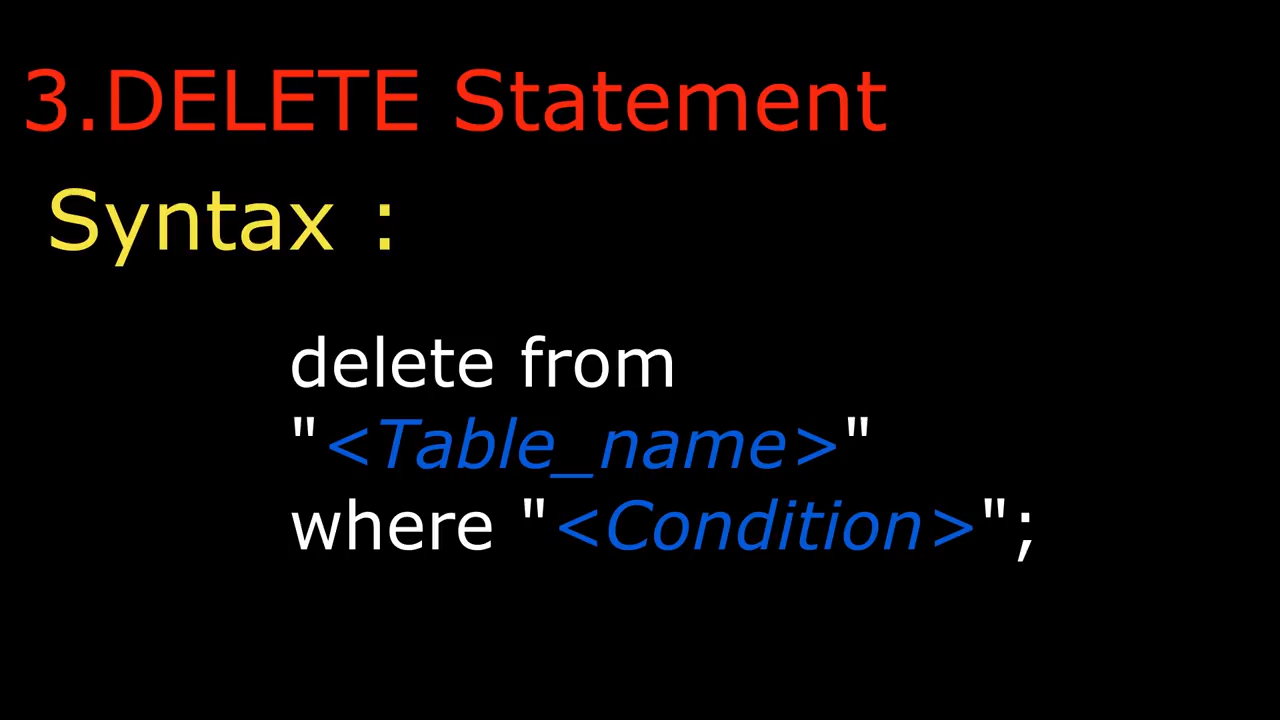 3.DELETE Statement
Syntax :
delete from
"<Table_name>"
where "<Condition>";